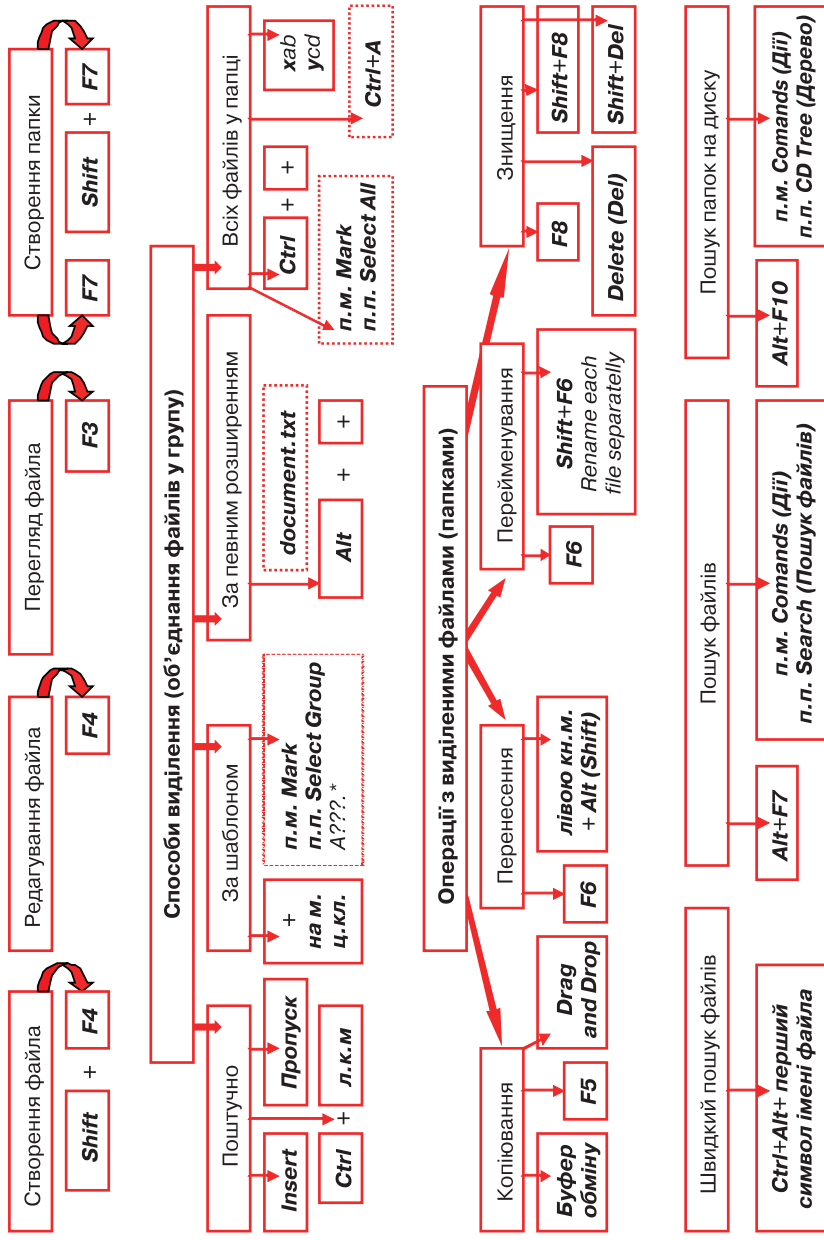 Створення файла
Shift + F4
Редагування файла
F4
Перегляд файла
F3
Створення папки
F7
Shift + F7
Способи виділення (об’єднання файлів у групу)
Поштучно
Insert
Пропуск
Ctrl + л.к.м
За шаблоном
+
на м.
ц.кл.
п.м. Mark
п.п. Select Group
A???.*
За певним розширенням
document.txt
Alt + +
Всіх файлів у папці
Ctrl + +
xab
ycd
п.м. Mark
п.п. Select All
Ctrl+A
Операції з виділеними файлами (папками)
Копіювання
Буфер
обміну
F5
Drag
and Drop
Перенесення
F6
лівою кн.м.
+ Alt (Shift)
Перейменування
F6
Shift+F6
Rename each
file separatelly
Знищення
F8
Shift+F8
Delete (Del)
Shift+Del
Швидкий пошук файлів
Ctrl+Alt+ перший
символ імені файла
Пошук файлів
Alt+F7
п.м. Comands (Дії)
п.п. Search (Пошук файлів)
Пошук папок на диску
Alt+F10
п.м. Comands (Дії)
п.п. CD Tree (Дерево)